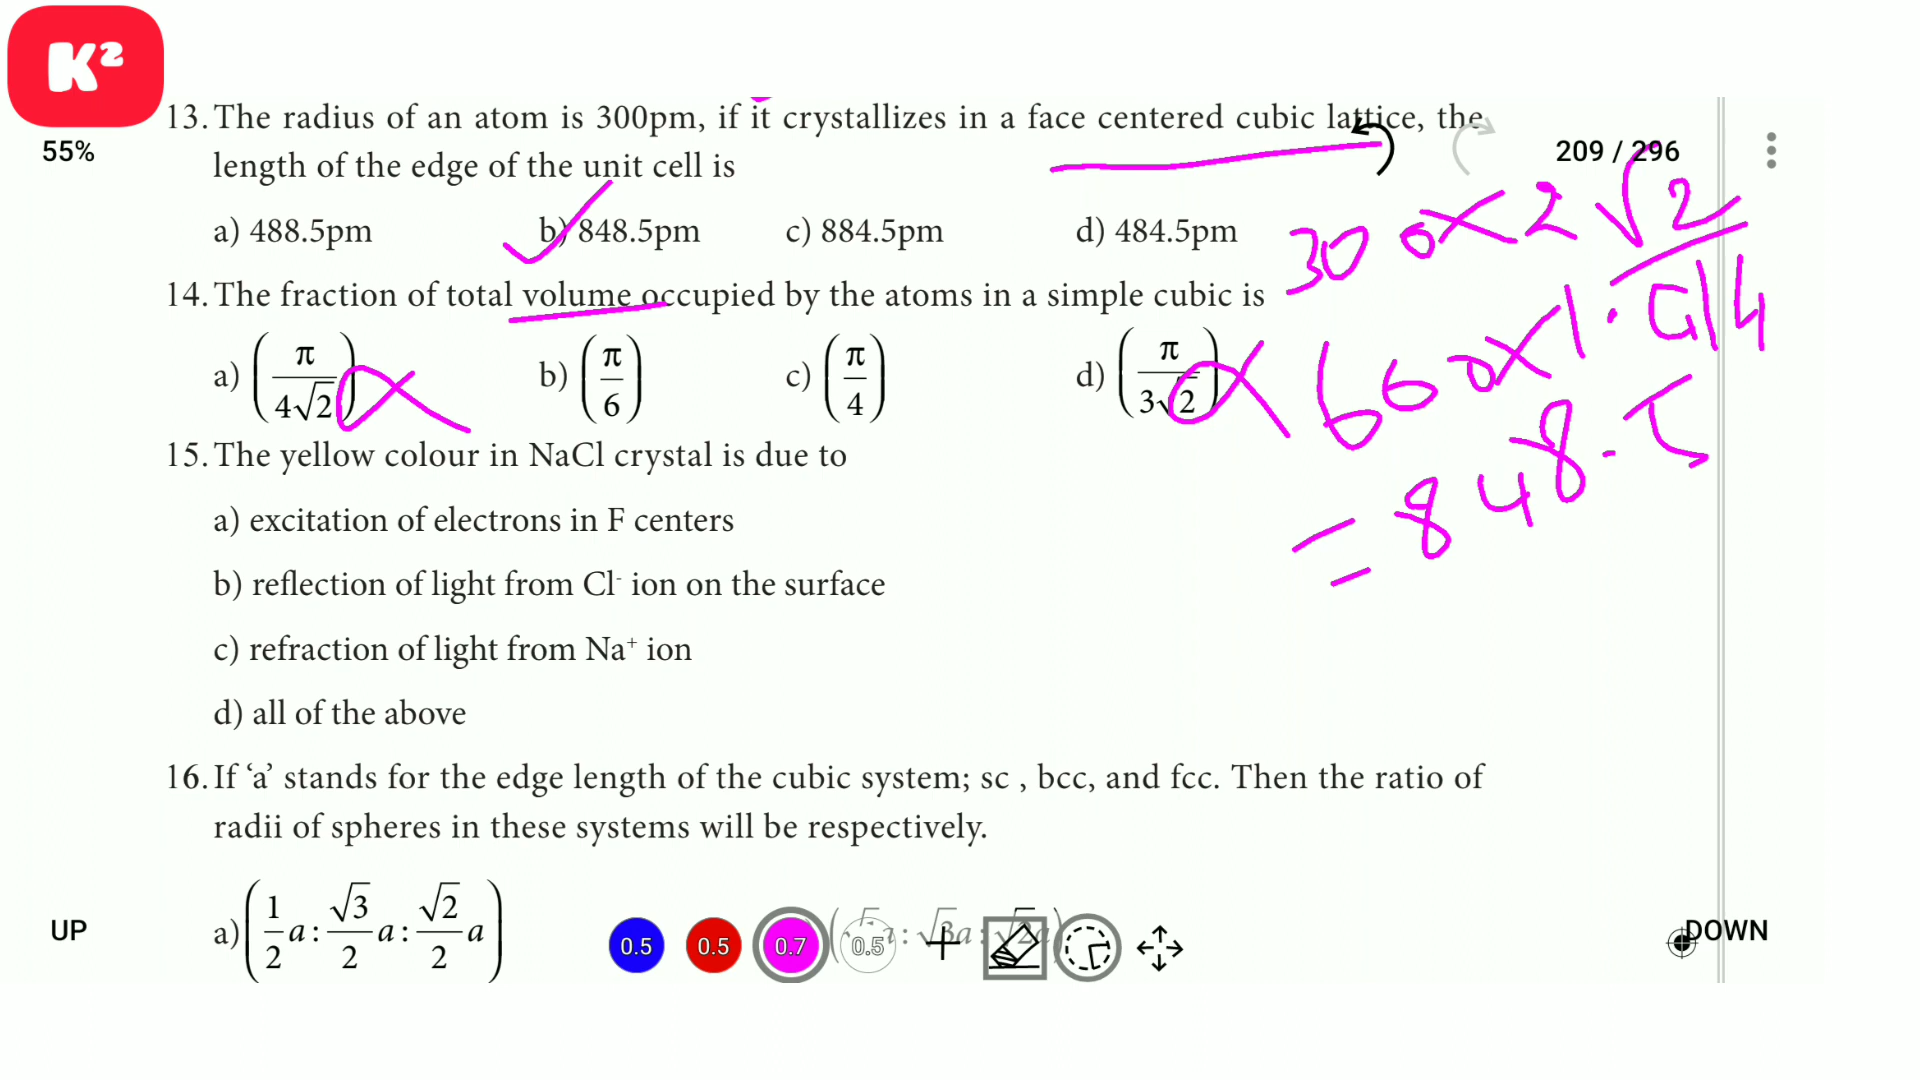 K²
13. The radius of an atom is 300pm, if it crystallizes in a face centered cubic lattice, the
55%
209 / 296
length of the edge of the unit cell is
a) 488.5pm b) 848.5pm c) 884.5pm d) 484.5pm
300 × 2√2
14. The fraction of total volume occupied by the atoms in a simple cubic is
a) (π/4√2) b) (π/6) c) (π/4) d) (π/3√2)
600 × 1.414
= 848.5
15. The yellow colour in NaCl crystal is due to
a) excitation of electrons in F centers
b) reflection of light from Cl⁻ ion on the surface
c) refraction of light from Na⁺ ion
d) all of the above
16. If ‘a’ stands for the edge length of the cubic system; sc , bcc, and fcc. Then the ratio of
radii of spheres in these systems will be respectively.
a) (1/2 a : √3/2 a : √2/2 a)
: √3a : √2a)
UP
0.5 0.5 0.7 0.5
DOWN